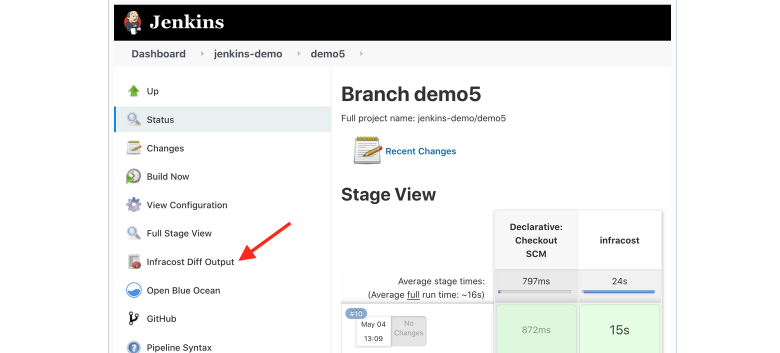 Jenkins
Dashboard
jenkins-demo
demo5
Up
Status
Changes
Build Now
View Configuration
Full Stage View
Infracost Diff Output
Open Blue Ocean
GitHub
Pipeline Syntax
Branch demo5
Full project name: jenkins-demo/demo5
Recent Changes
Stage View
Declarative:
Checkout
SCM
infracost
Average stage times:
(Average full run time: ~16s)
797ms
24s
#10
May 04
13:09
No
Changes
872ms
15s